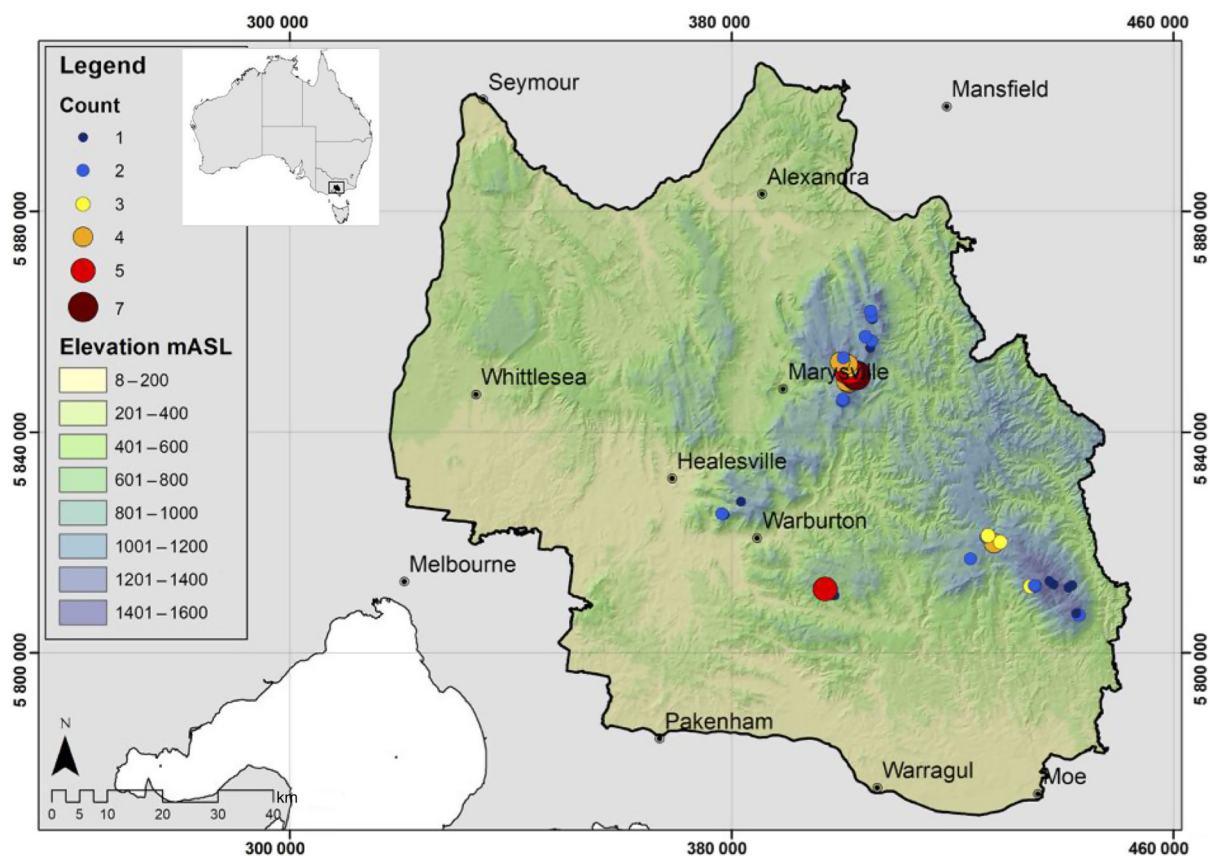 300 000
380 000
460 000
Legend
Count
1
2
3
4
5
7
Elevation mASL
8–200
201–400
401–600
601–800
801–1000
1001–1200
1201–1400
1401–1600
Seymour
Mansfield
Alexandra
Whittlesea
Marysville
Healesville
Warburton
Melbourne
Pakenham
Warragul
Moe
5 880 000
5 840 000
5 800 000
5 880 000
5 840 000
5 800 000
N
0 5 10 20 30 40 km
300 000
380 000
460 000